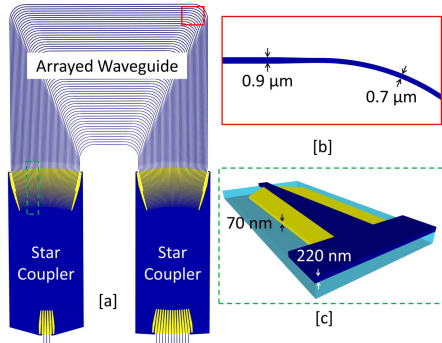 Arrayed Waveguide
Star
Coupler
Star
Coupler
[a]
0.9 µm
0.7 µm
[b]
70 nm
220 nm
[c]